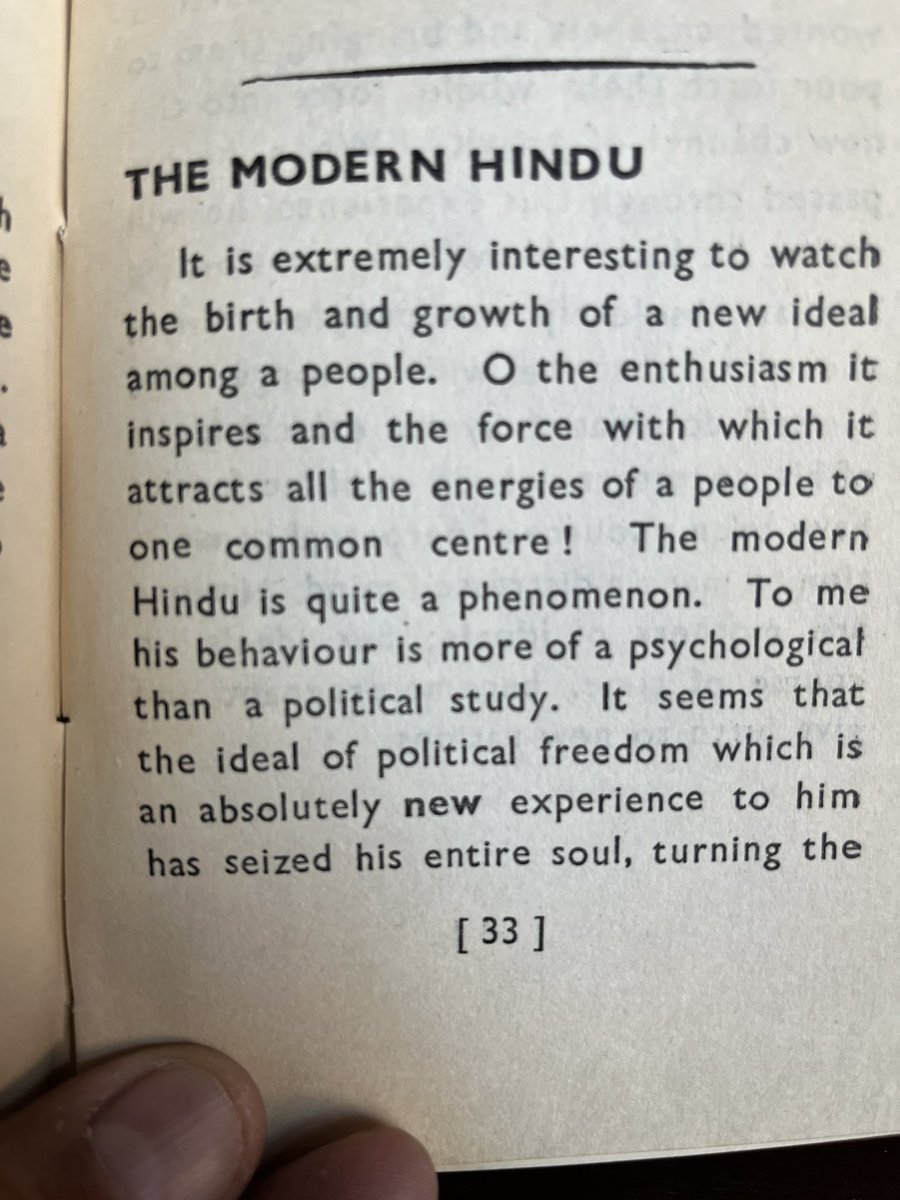 THE MODERN HINDU
It is extremely interesting to watch
the birth and growth of a new ideal
among a people. O the enthusiasm it
inspires and the force with which it
attracts all the energies of a people to
one common centre! The modern
Hindu is quite a phenomenon. To me
his behaviour is more of a psychological
than a political study. It seems that
the ideal of political freedom which is
an absolutely new experience to him
has seized his entire soul, turning the
[ 33 ]